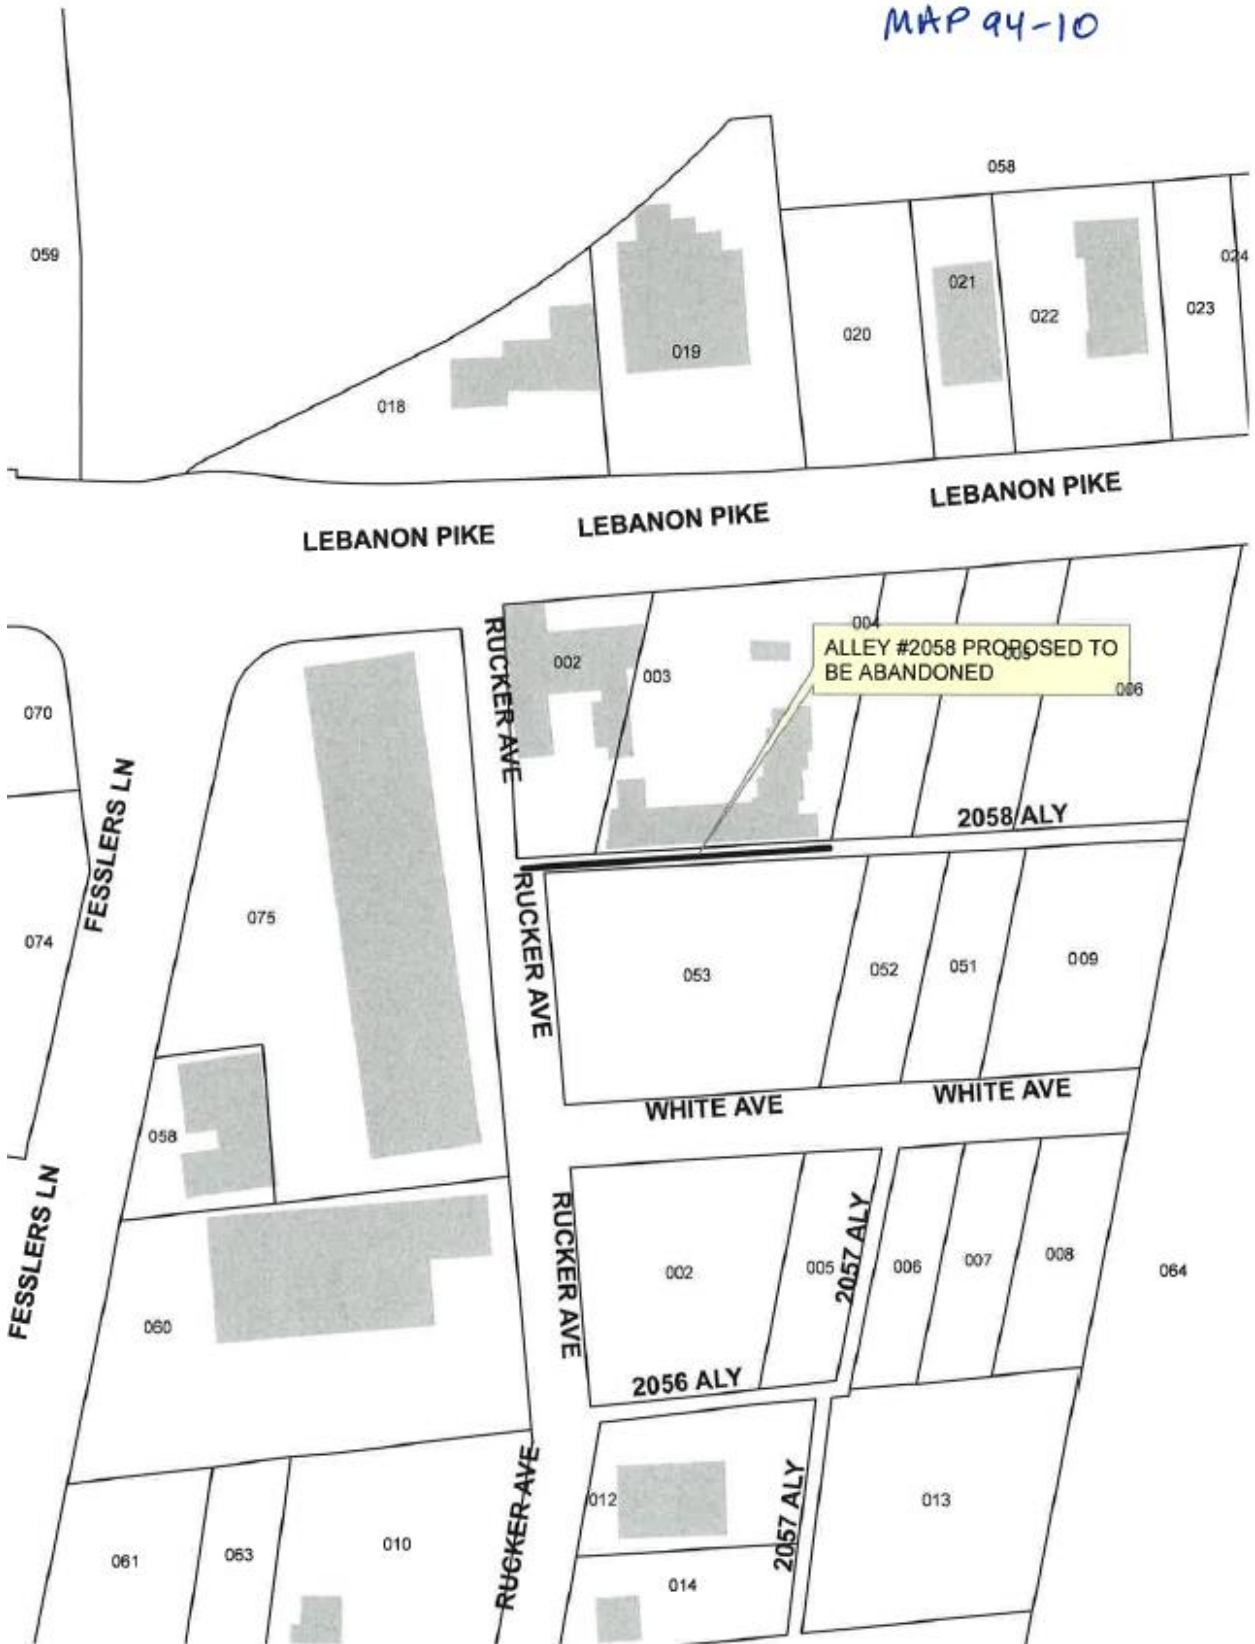 MAP 94-10
058
059
024
021
023
022
020
019
018
LEBANON PIKE
LEBANON PIKE
LEBANON PIKE
RUCKER AVE
002
003
004
ALLEY #2058 PROPOSED TO
BE ABANDONED
005
006
070
FESSLERS LN
2058 ALY
RUCKER AVE
075
074
053
052
051
009
WHITE AVE
WHITE AVE
058
FESSLERS LN
RUCKER AVE
002
005
2057 ALY
006
007
008
064
060
2056 ALY
RUCKER AVE
012
2057 ALY
013
061
063
010
014